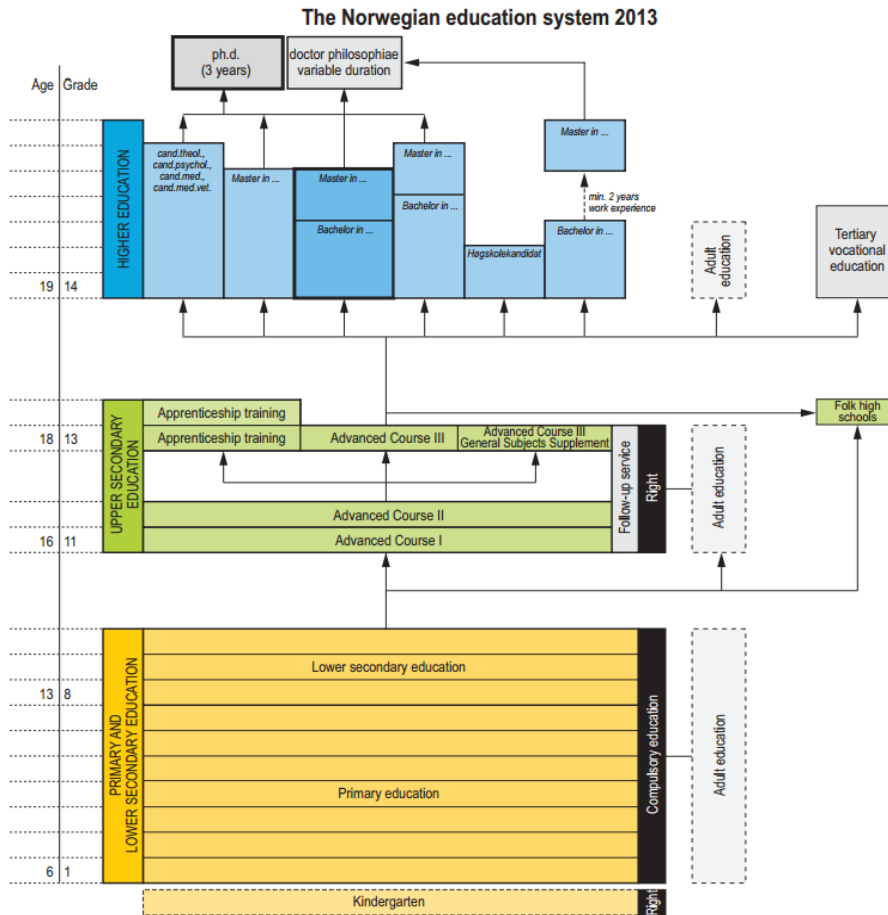 The Norwegian education system 2013
ph.d.
(3 years)
doctor philosophiae
variable duration
Age
Grade
HIGHER EDUCATION
cand.theol.,
cand.psychol.,
cand.med.,
cand.med.vet.
Master in ...
Master in ...
Bachelor in ...
Master in ...
Bachelor in ...
Høgskolekandidat
Master in ...
min. 2 years
work experience
Bachelor in ...
Adult
education
Tertiary
vocational
education
19
14
UPPER SECONDARY
EDUCATION
Apprenticeship training
Folk high
schools
18
13
Apprenticeship training
Advanced Course III
Advanced Course III
General Subjects Supplement
Follow-up service
Right
Adult education
Advanced Course II
16
11
Advanced Course I
PRIMARY AND
LOWER SECONDARY EDUCATION
Lower secondary education
13
8
Compulsory education
Adult education
Primary education
6
1
Kindergarten
Right